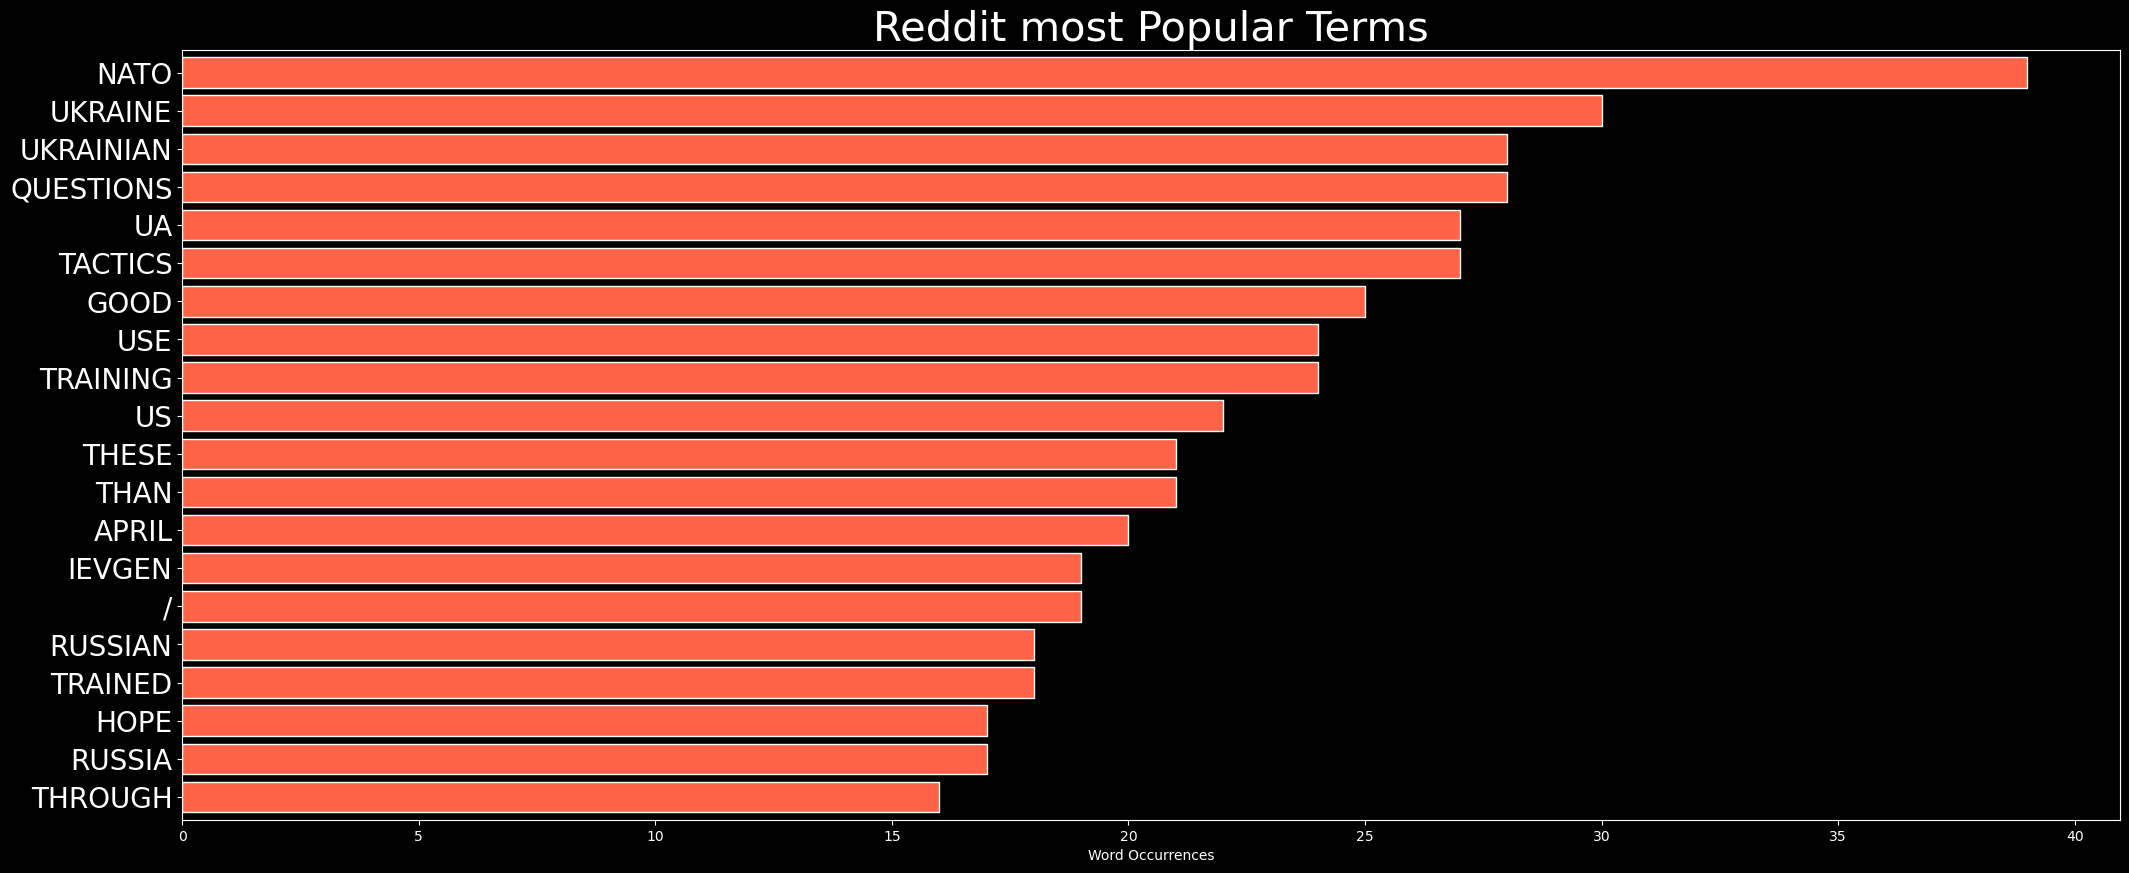 Reddit most Popular Terms
NATO
UKRAINE
UKRAINIAN
QUESTIONS
UA
TACTICS
GOOD
USE
TRAINING
US
THESE
THAN
APRIL
IEVGEN
/
RUSSIAN
TRAINED
HOPE
RUSSIA
THROUGH
0 5 10 15 20 25 30 35 40
Word Occurrences